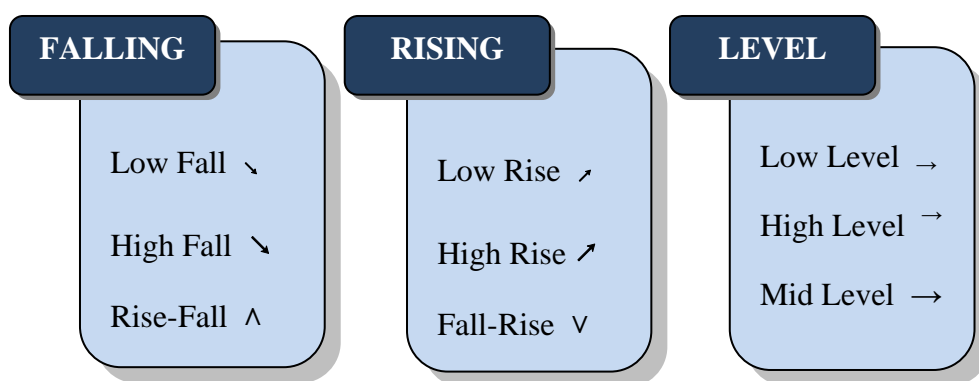 FALLING
Low Fall ↘
High Fall ↘
Rise-Fall ∧
RISING
Low Rise ↗
High Rise ↗
Fall-Rise ∨
LEVEL
Low Level →
High Level →
Mid Level →